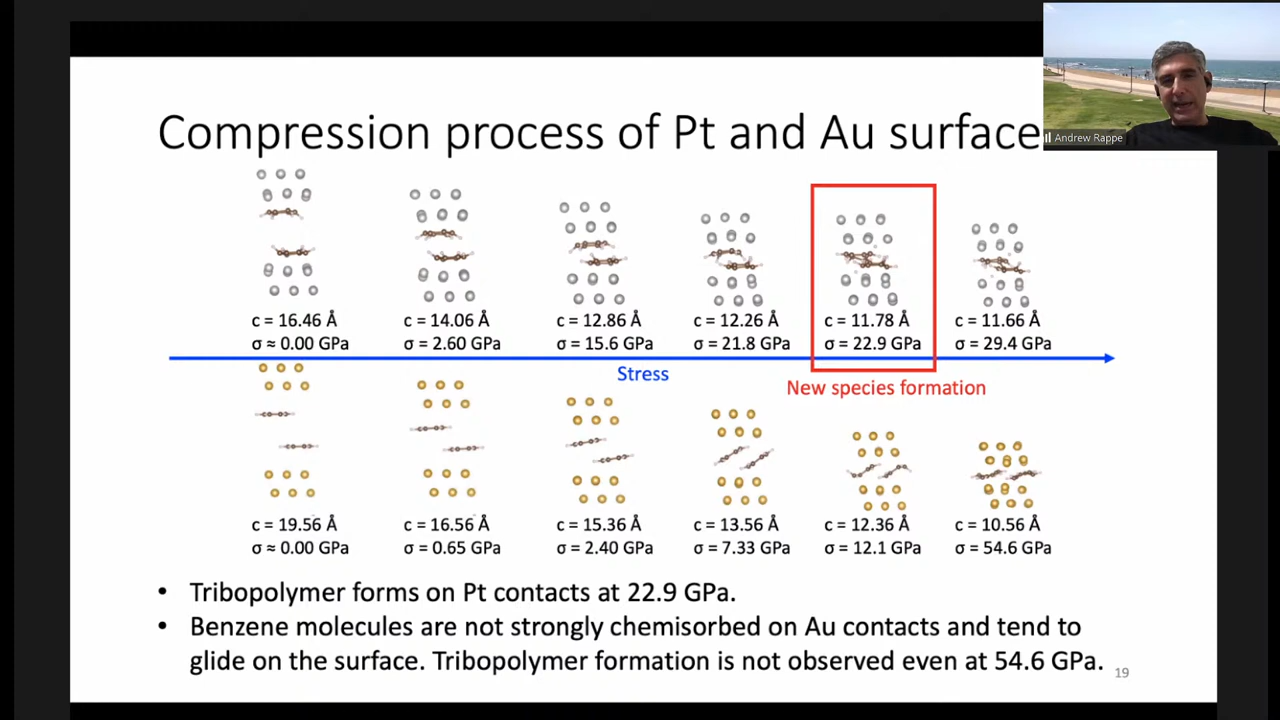 Compression process of Pt and Au surface
Andrew Rappe
c = 16.46 Å
σ ≈ 0.00 GPa
c = 14.06 Å
σ = 2.60 GPa
c = 12.86 Å
σ = 15.6 GPa
c = 12.26 Å
σ = 21.8 GPa
c = 11.78 Å
σ = 22.9 GPa
c = 11.66 Å
σ = 29.4 GPa
Stress
New species formation
c = 19.56 Å
σ ≈ 0.00 GPa
c = 16.56 Å
σ = 0.65 GPa
c = 15.36 Å
σ = 2.40 GPa
c = 13.56 Å
σ = 7.33 GPa
c = 12.36 Å
σ = 12.1 GPa
c = 10.56 Å
σ = 54.6 GPa
• Tribopolymer forms on Pt contacts at 22.9 GPa.
• Benzene molecules are not strongly chemisorbed on Au contacts and tend to
glide on the surface. Tribopolymer formation is not observed even at 54.6 GPa.
19